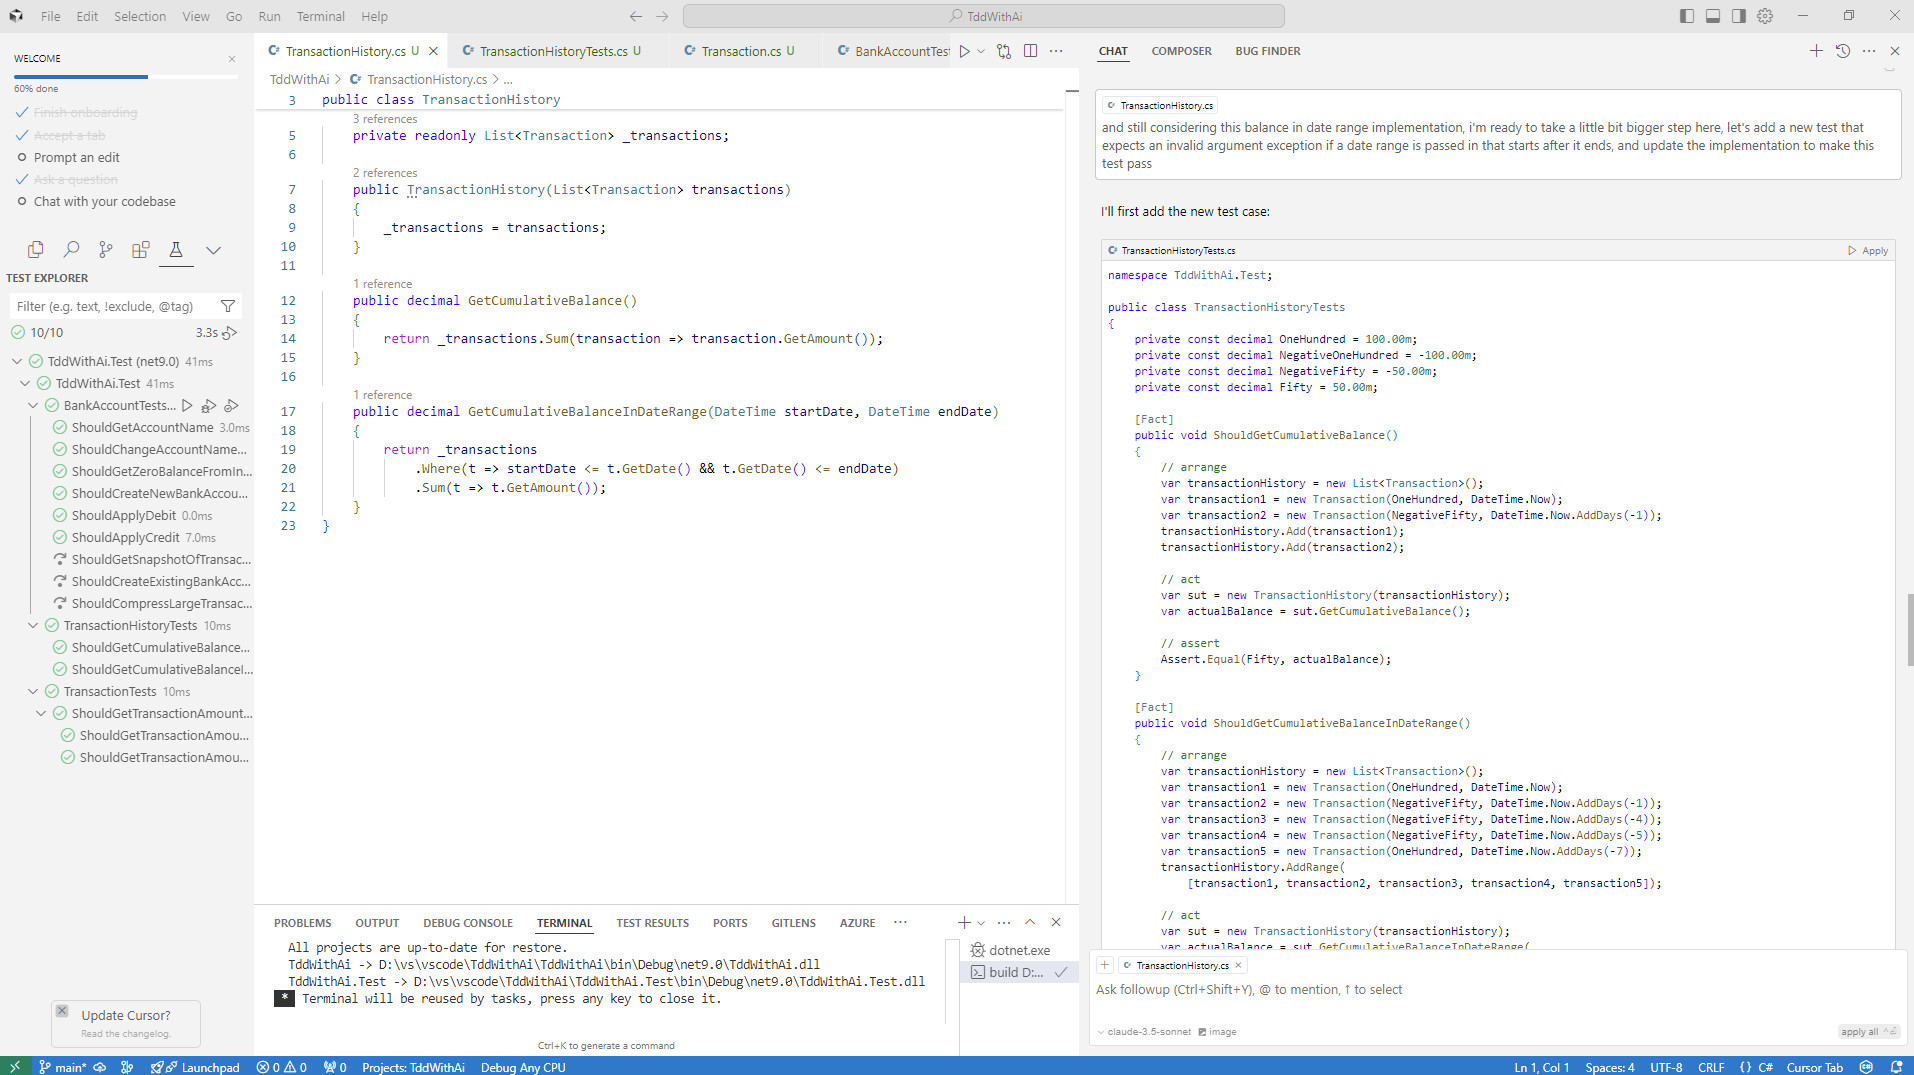 File Edit Selection View Go Run Terminal Help
TddWithAi
WELCOME
60% done
Finish onboarding
Accept a tab
Prompt an edit
Ask a question
Chat with your codebase
TEST EXPLORER
Filter (e.g. text, !exclude, @tag)
10/10 3.3s
TddWithAi.Test (net9.0) 41ms
TddWithAi.Test 41ms
BankAccountTests...
ShouldGetAccountName 3.0ms
ShouldChangeAccountName...
ShouldGetZeroBalanceFromIn...
ShouldCreateNewBankAccou...
ShouldApplyDebit 0.0ms
ShouldApplyCredit 7.0ms
ShouldGetSnapshotOfTransac...
ShouldCreateExistingBankAcc...
ShouldCompressLargeTransac...
TransactionHistoryTests 10ms
ShouldGetCumulativeBalance...
ShouldGetCumulativeBalanceI...
TransactionTests 10ms
ShouldGetTransactionAmount...
ShouldGetTransactionAmou...
ShouldGetTransactionAmou...
Update Cursor?
Read the changelog.
TransactionHistory.cs U TransactionHistoryTests.cs U Transaction.cs U BankAccountTest
TddWithAi > TransactionHistory.cs > ...
3 public class TransactionHistory
3 references
5 private readonly List<Transaction> _transactions;
6
2 references
7 public TransactionHistory(List<Transaction> transactions)
8 {
9 _transactions = transactions;
10 }
11
1 reference
12 public decimal GetCumulativeBalance()
13 {
14 return _transactions.Sum(transaction => transaction.GetAmount());
15 }
16
1 reference
17 public decimal GetCumulativeBalanceInDateRange(DateTime startDate, DateTime endDate)
18 {
19 return _transactions
20 .Where(t => startDate <= t.GetDate() && t.GetDate() <= endDate)
21 .Sum(t => t.GetAmount());
22 }
23 }
PROBLEMS OUTPUT DEBUG CONSOLE TERMINAL TEST RESULTS PORTS GITLENS AZURE
All projects are up-to-date for restore.
TddWithAi -> D:\vs\vscode\TddWithAi\TddWithAi\bin\Debug\net9.0\TddWithAi.dll
TddWithAi.Test -> D:\vs\vscode\TddWithAi\TddWithAi.Test\bin\Debug\net9.0\TddWithAi.Test.dll
* Terminal will be reused by tasks, press any key to close it.
Ctrl+K to generate a command
dotnet.exe
build D:...
CHAT COMPOSER BUG FINDER
TransactionHistory.cs
and still considering this balance in date range implementation, i'm ready to take a little bit bigger step here, let's add a new test that
expects an invalid argument exception if a date range is passed in that starts after it ends, and update the implementation to make this
test pass
I'll first add the new test case:
TransactionHistoryTests.cs Apply
namespace TddWithAi.Test;
public class TransactionHistoryTests
{
private const decimal OneHundred = 100.00m;
private const decimal NegativeOneHundred = -100.00m;
private const decimal NegativeFifty = -50.00m;
private const decimal Fifty = 50.00m;
[Fact]
public void ShouldGetCumulativeBalance()
{
// arrange
var transactionHistory = new List<Transaction>();
var transaction1 = new Transaction(OneHundred, DateTime.Now);
var transaction2 = new Transaction(NegativeFifty, DateTime.Now.AddDays(-1));
transactionHistory.Add(transaction1);
transactionHistory.Add(transaction2);
// act
var sut = new TransactionHistory(transactionHistory);
var actualBalance = sut.GetCumulativeBalance();
// assert
Assert.Equal(Fifty, actualBalance);
}
[Fact]
public void ShouldGetCumulativeBalanceInDateRange()
{
// arrange
var transactionHistory = new List<Transaction>();
var transaction1 = new Transaction(OneHundred, DateTime.Now);
var transaction2 = new Transaction(NegativeFifty, DateTime.Now.AddDays(-1));
var transaction3 = new Transaction(NegativeFifty, DateTime.Now.AddDays(-4));
var transaction4 = new Transaction(NegativeFifty, DateTime.Now.AddDays(-5));
var transaction5 = new Transaction(OneHundred, DateTime.Now.AddDays(-7));
transactionHistory.AddRange(
[transaction1, transaction2, transaction3, transaction4, transaction5]);
// act
var sut = new TransactionHistory(transactionHistory);
var actualBalance = sut.GetCumulativeBalanceInDateRange(
TransactionHistory.cs
Ask followup (Ctrl+Shift+Y), @ to mention, ↑ to select
claude-3.5-sonnet image apply all
main* Launchpad 0 0 0 Projects: TddWithAi Debug Any CPU
Ln 1, Col 1 Spaces: 4 UTF-8 CRLF {} C# Cursor Tab